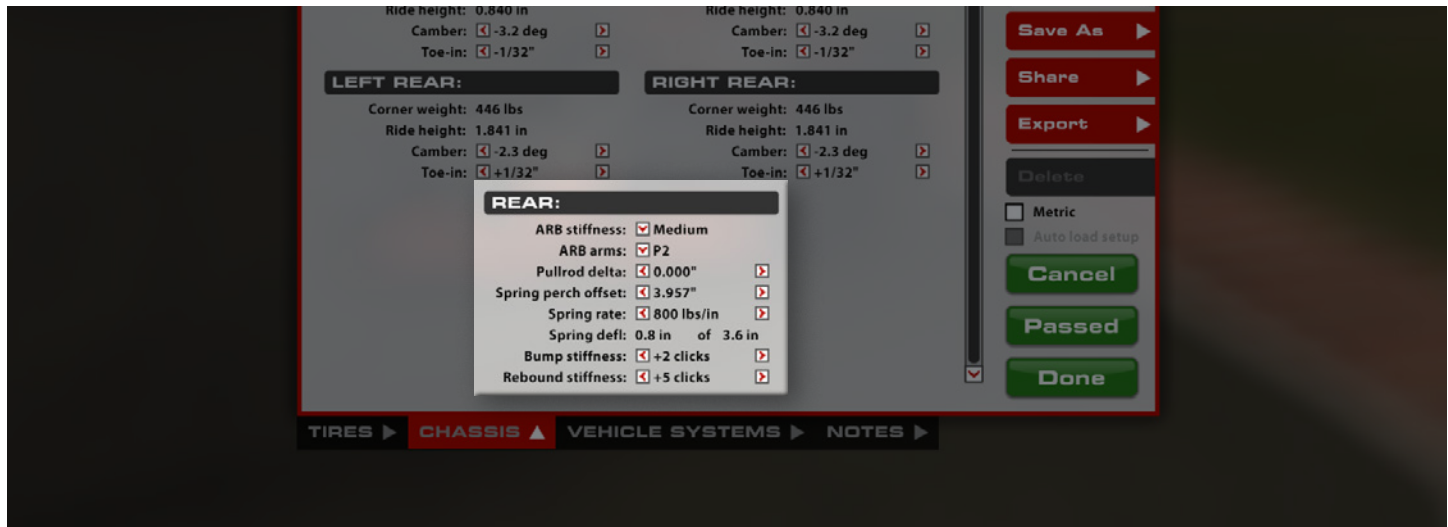 Ride height: 0.840 in
Ride height: 0.840 in
Camber: -3.2 deg
Camber: -3.2 deg
Toe-in: -1/32"
Toe-in: -1/32"
LEFT REAR:
RIGHT REAR:
Corner weight: 446 lbs
Corner weight: 446 lbs
Ride height: 1.841 in
Ride height: 1.841 in
Camber: -2.3 deg
Camber: -2.3 deg
Toe-in: +1/32"
Toe-in: +1/32"
REAR:
ARB stiffness: Medium
ARB arms: P2
Pullrod delta: 0.000"
Spring perch offset: 3.957"
Spring rate: 800 lbs/in
Spring defl: 0.8 in of 3.6 in
Bump stiffness: +2 clicks
Rebound stiffness: +5 clicks
Save As
Share
Export
Delete
Metric
Auto load setup
Cancel
Passed
Done
TIRES CHASSIS VEHICLE SYSTEMS NOTES